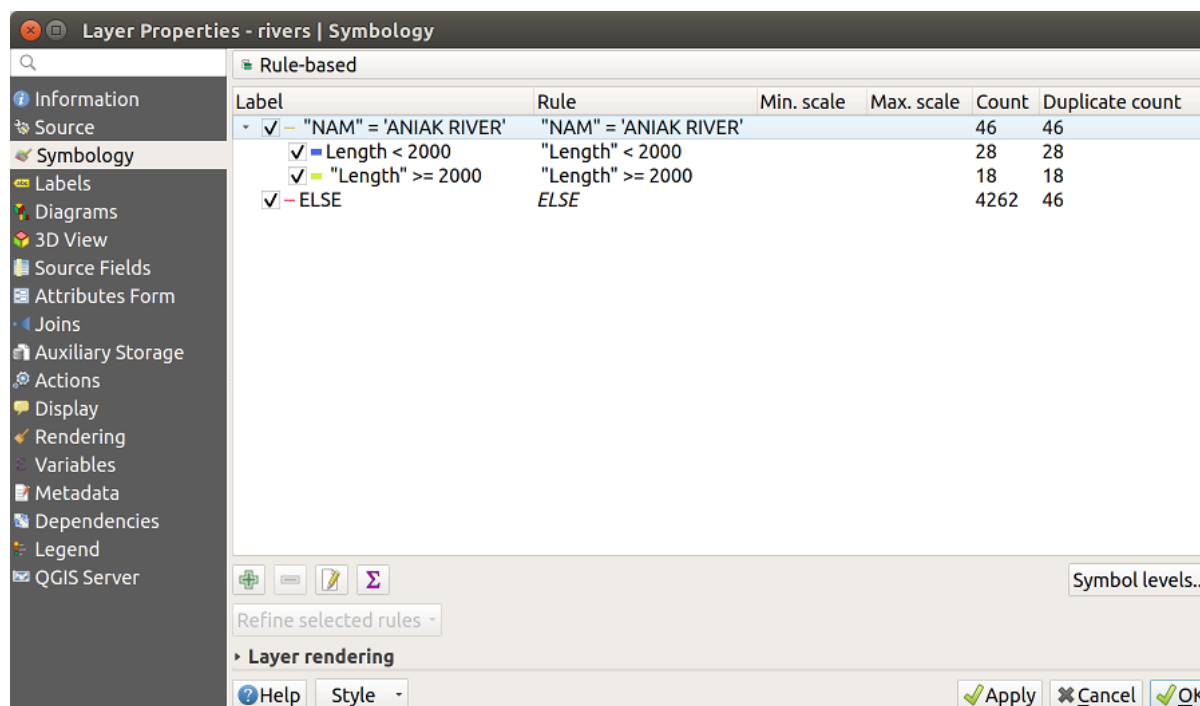 Layer Properties - rivers | Symbology
Rule-based
Information
Source
Symbology
Labels
Diagrams
3D View
Source Fields
Attributes Form
Joins
Auxiliary Storage
Actions
Display
Rendering
Variables
Metadata
Dependencies
Legend
QGIS Server
Label Rule Min. scale Max. scale Count Duplicate count
"NAM" = 'ANIAK RIVER' "NAM" = 'ANIAK RIVER' 46 46
Length < 2000 "Length" < 2000 28 28
"Length" >= 2000 "Length" >= 2000 18 18
ELSE ELSE 4262 46
Σ
Symbol levels..
Refine selected rules
Layer rendering
Help Style Apply Cancel OK